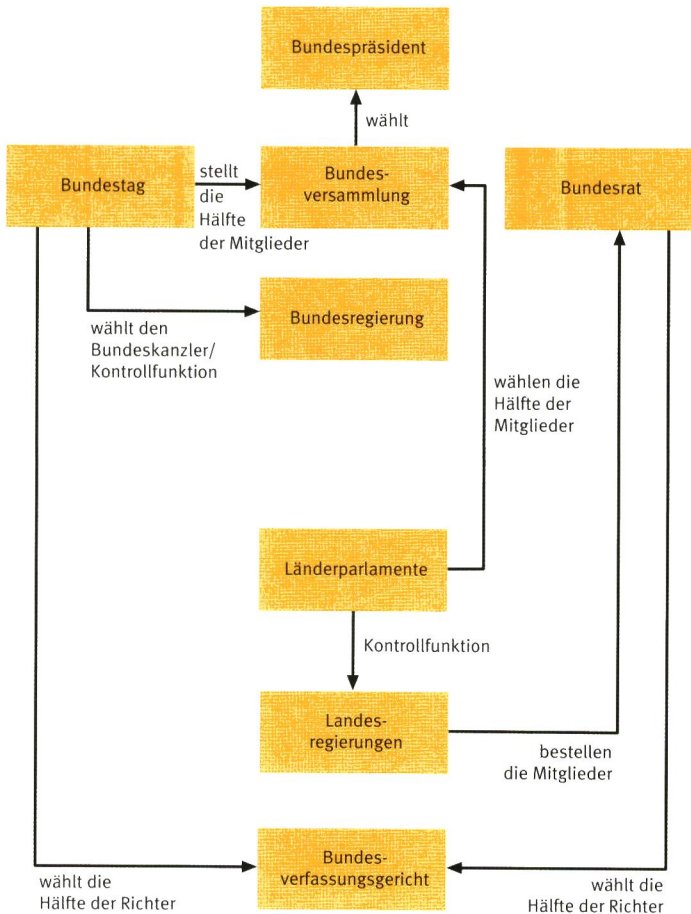 Bundespräsident
wählt
Bundestag
stellt
die
Hälfte
der Mitglieder
Bundes-
versammlung
Bundesrat
wählt den
Bundeskanzler/
Kontrollfunktion
Bundesregierung
wählen die
Hälfte der
Mitglieder
Länderparlamente
Kontrollfunktion
Landes-
regierungen
bestellen
die Mitglieder
Bundes-
verfassungsgericht
wählt die
Hälfte der Richter
wählt die
Hälfte der Richter